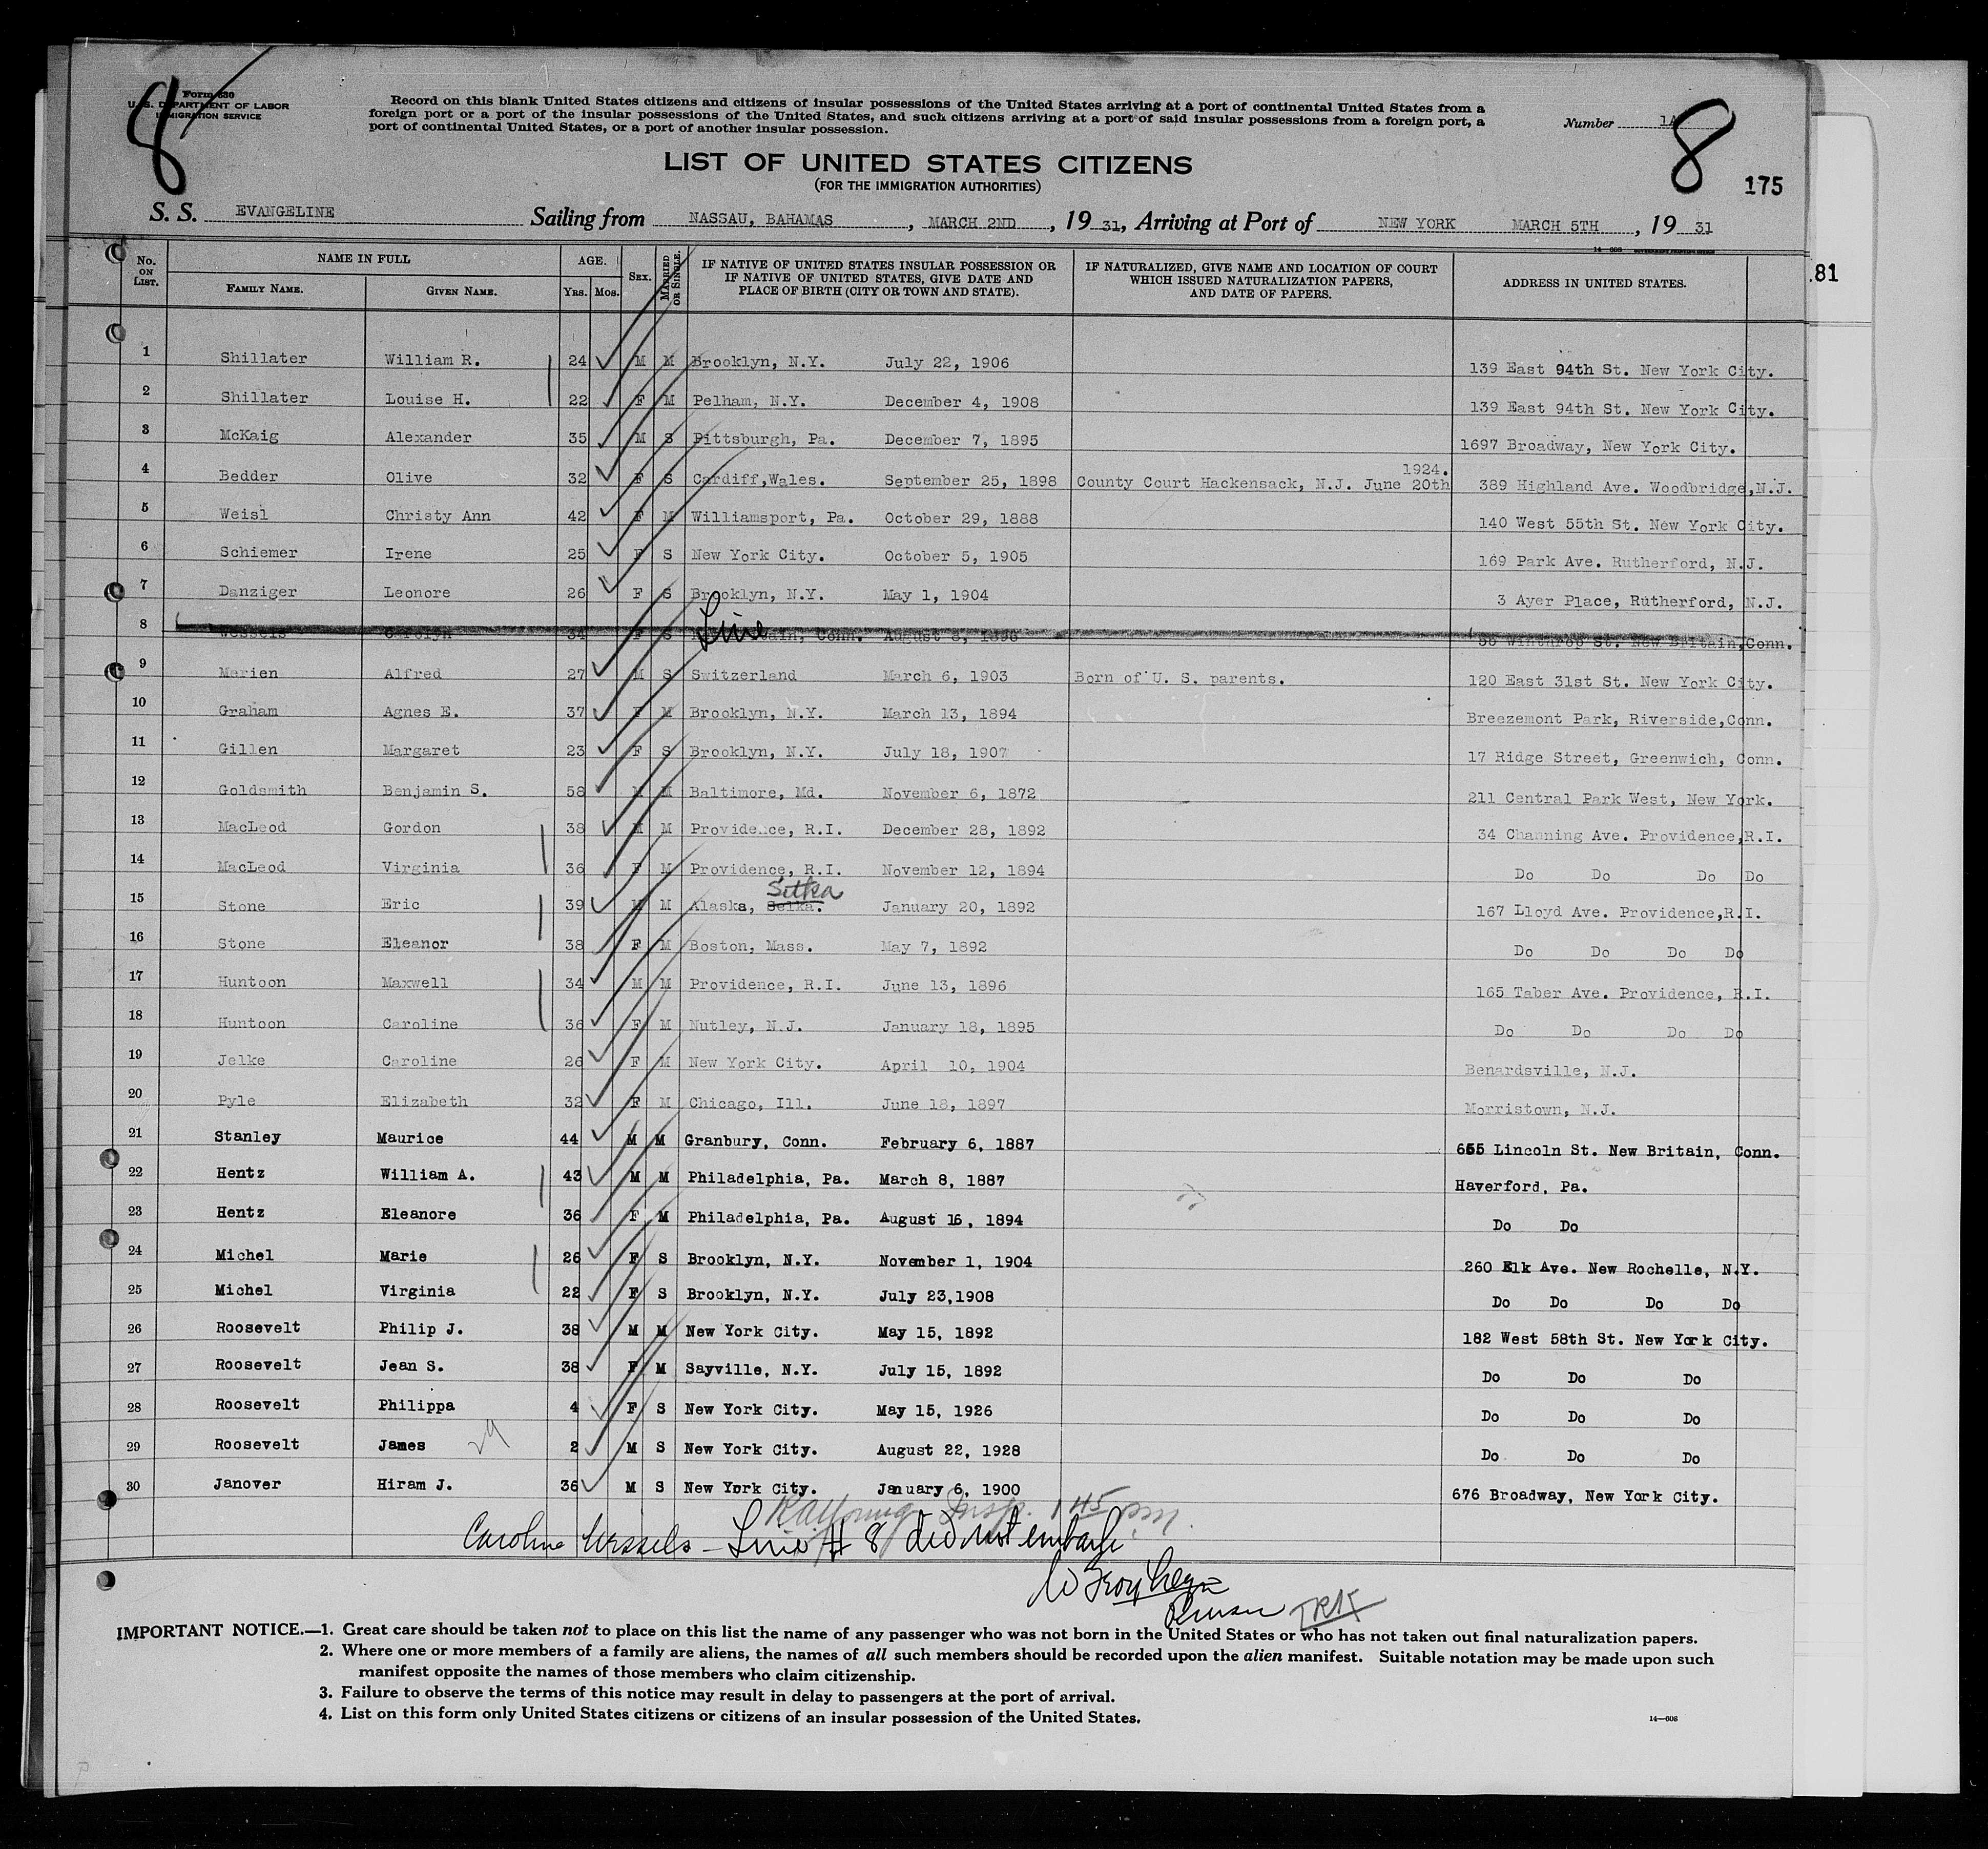 8
8
Form 630
U. S. DEPARTMENT OF LABOR
IMMIGRATION SERVICE
Record on this blank United States citizens and citizens of insular possessions of the United States arriving at a port of continental United States from a
foreign port or a port of the insular possessions of the United States, and such citizens arriving at a port of said insular possessions from a foreign port, a
port of continental United States, or a port of another insular possession.
Number 1A
LIST OF UNITED STATES CITIZENS
(FOR THE IMMIGRATION AUTHORITIES)
175
S. S. EVANGELINE Sailing from NASSAU, BAHAMAS, MARCH 2ND, 19 31, Arriving at Port of NEW YORK MARCH 5TH, 19 31
14—608
81
No. ON LIST. NAME IN FULL FAMILY NAME. GIVEN NAME. AGE. YRS. MOS. SEX. MARRIED OR SINGLE. IF NATIVE OF UNITED STATES INSULAR POSSESSION OR IF NATIVE OF UNITED STATES, GIVE DATE AND PLACE OF BIRTH (CITY OR TOWN AND STATE). IF NATURALIZED, GIVE NAME AND LOCATION OF COURT WHICH ISSUED NATURALIZATION PAPERS, AND DATE OF PAPERS. ADDRESS IN UNITED STATES.
1 Shillater William R. 24 M M Brooklyn, N.Y. July 22, 1906 139 East 94th St. New York City.
2 Shillater Louise H. 22 F M Pelham, N.Y. December 4, 1908 139 East 94th St. New York City.
3 McKaig Alexander 35 M S Pittsburgh, Pa. December 7, 1895 1697 Broadway, New York City.
4 Bedder Olive 32 F S Cardiff,Wales. September 25, 1898 County Court Hackensack, N.J. June 20th 1924. 389 Highland Ave. Woodbridge,N.J.
5 Weisl Christy Ann 42 F M Williamsport, Pa. October 29, 1888 140 West 55th St. New York City.
6 Schiemer Irene 25 F S New York City. October 5, 1905 169 Park Ave. Rutherford, N.J.
7 Danziger Leonore 26 F S Brooklyn, N.Y. May 1, 1904 3 Ayer Place, Rutherford, N.J.
8 Wessels Carolyn 34 F S Line Conn. August 8, Winthrop St. New Britain,Conn.
9 Marien Alfred 27 M S Switzerland March 6, 1903 Born of U. S. parents. 120 East 31st St. New York City.
10 Graham Agnes E. 37 F M Brooklyn, N.Y. March 13, 1894 Breezemont Park, Riverside,Conn.
11 Gillen Margaret 23 F S Brooklyn, N.Y. July 18, 1907 17 Ridge Street, Greenwich, Conn.
12 Goldsmith Benjamin S. 58 M M Baltimore, Md. November 6, 1872 211 Central Park West, New York.
13 MacLeod Gordon 38 M M Providence, R.I. December 28, 1892 34 Channing Ave. Providence,R.I.
14 MacLeod Virginia 36 F M Providence, R.I. November 12, 1894 Do Do Do Do
15 Stone Eric 39 M M Alaska, Selka. Sitka January 20, 1892 167 Lloyd Ave. Providence,R.I.
16 Stone Eleanor 38 F M Boston, Mass. May 7, 1892 Do Do Do Do
17 Huntoon Maxwell 34 M M Providence, R.I. June 13, 1896 165 Taber Ave. Providence, R.I.
18 Huntoon Caroline 36 F M Nutley, N.J. January 18, 1895 Do Do Do Do
19 Jelke Caroline 26 F M New York City. April 10, 1904 Benardsville, N.J.
20 Pyle Elizabeth 32 F M Chicago, Ill. June 18, 1897 Morristown, N.J.
21 Stanley Maurice 44 M M Granbury, Conn. February 6, 1887 655 Lincoln St. New Britain, Conn.
22 Hentz William A. 43 M M Philadelphia, Pa. March 8, 1887 Haverford, Pa.
23 Hentz Eleanore 36 F M Philadelphia, Pa. August 16, 1894 Do Do
24 Michel Marie 26 F S Brooklyn, N.Y. November 1, 1904 260 Elk Ave. New Rochelle, N.Y.
25 Michel Virginia 22 F S Brooklyn, N.Y. July 23,1908 Do Do Do Do
26 Roosevelt Philip J. 38 M M New York City. May 15, 1892 182 West 58th St. New York City.
27 Roosevelt Jean S. 38 F M Sayville, N.Y. July 15, 1892 Do Do Do
28 Roosevelt Philippa 4 F S New York City. May 15, 1926 Do Do Do
29 Roosevelt James 29 2 M S New York City. August 22, 1928 Do Do Do
30 Janover Hiram J. 36 M S New York City. January 6, 1900 676 Broadway, New York City.
Insp. 1 45 pm.
Caroline Wessels - Line # 8 did not embark
Purser
IMPORTANT NOTICE.—1. Great care should be taken not to place on this list the name of any passenger who was not born in the United States or who has not taken out final naturalization papers.
2. Where one or more members of a family are aliens, the names of all such members should be recorded upon the alien manifest. Suitable notation may be made upon such
manifest opposite the names of those members who claim citizenship.
3. Failure to observe the terms of this notice may result in delay to passengers at the port of arrival.
4. List on this form only United States citizens or citizens of an insular possession of the United States.
14—608